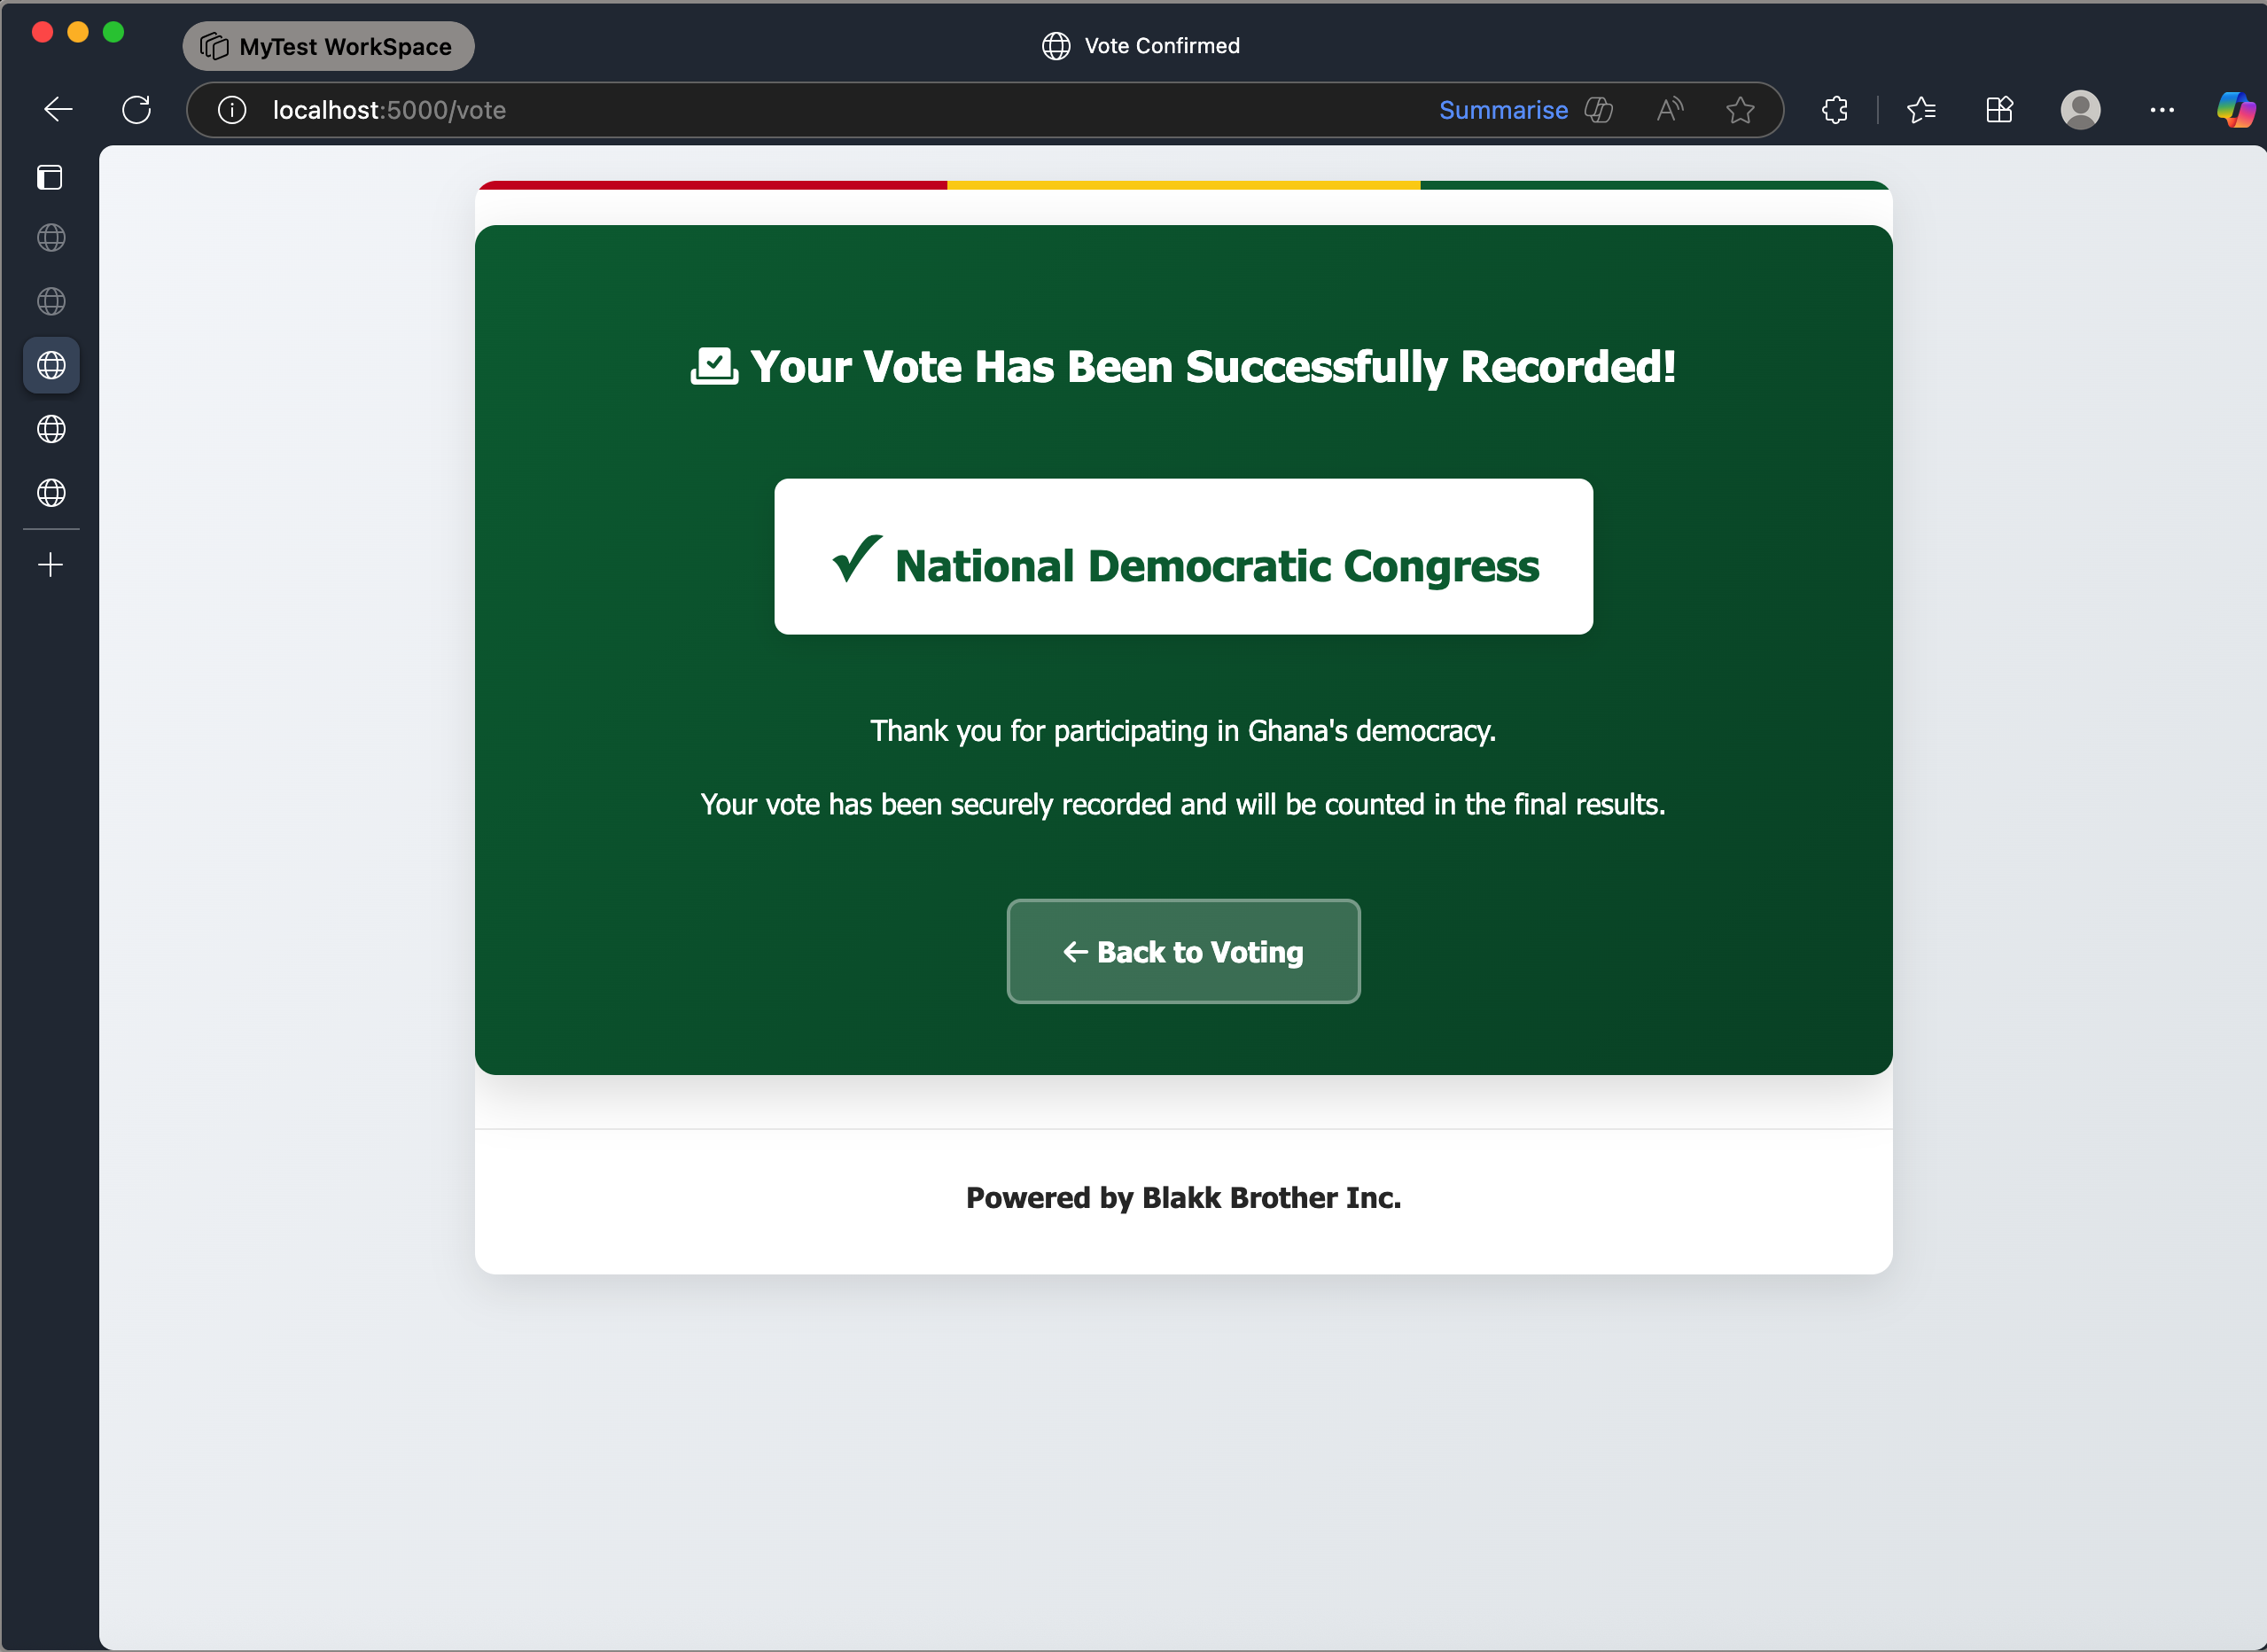 MyTest WorkSpace
Vote Confirmed
localhost:5000/vote
Summarise
Your Vote Has Been Successfully Recorded!
National Democratic Congress
Thank you for participating in Ghana's democracy.
Your vote has been securely recorded and will be counted in the final results.
Back to Voting
Powered by Blakk Brother Inc.